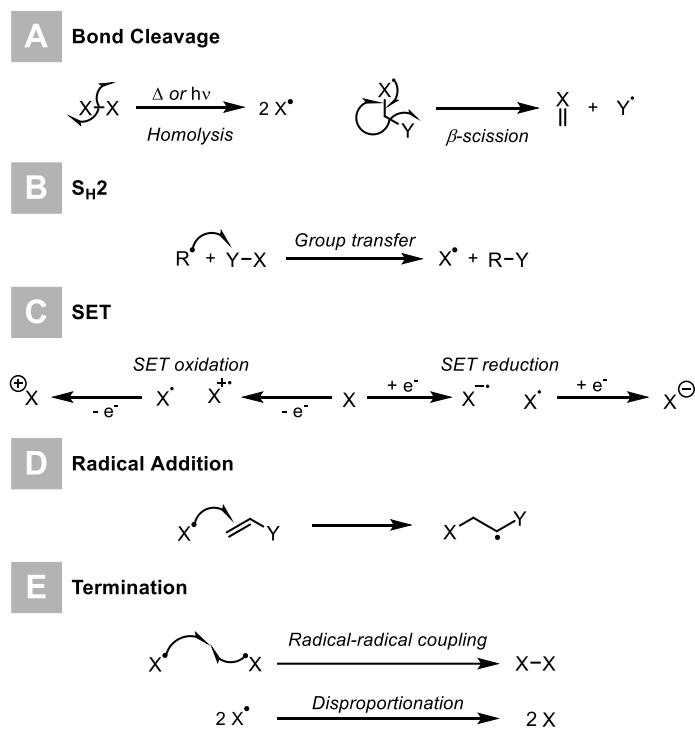 A Bond Cleavage
X–X Δ or hν 2 X• X• Y X + Y•
Homolysis β-scission
B SH2
R• + Y–X Group transfer X• + R–Y
C SET
SET oxidation SET reduction
⊕X - e- X• X+• - e- X + e- X–• X• + e- X⊖
D Radical Addition
X• Y X Y •
E Termination
X• •X Radical-radical coupling X–X
2 X• Disproportionation 2 X